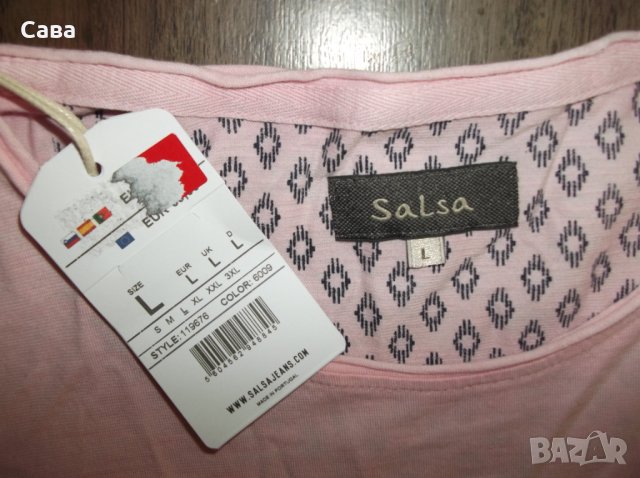 Сава
EUR
SIZE EUR UK D
L L L L
S M L XL XXL 3XL
STYLE: 119676 COLOR: 6009
WWW.SALSAJEANS.COM
MADE IN PORTUGAL
Salsa
L
BAZAR